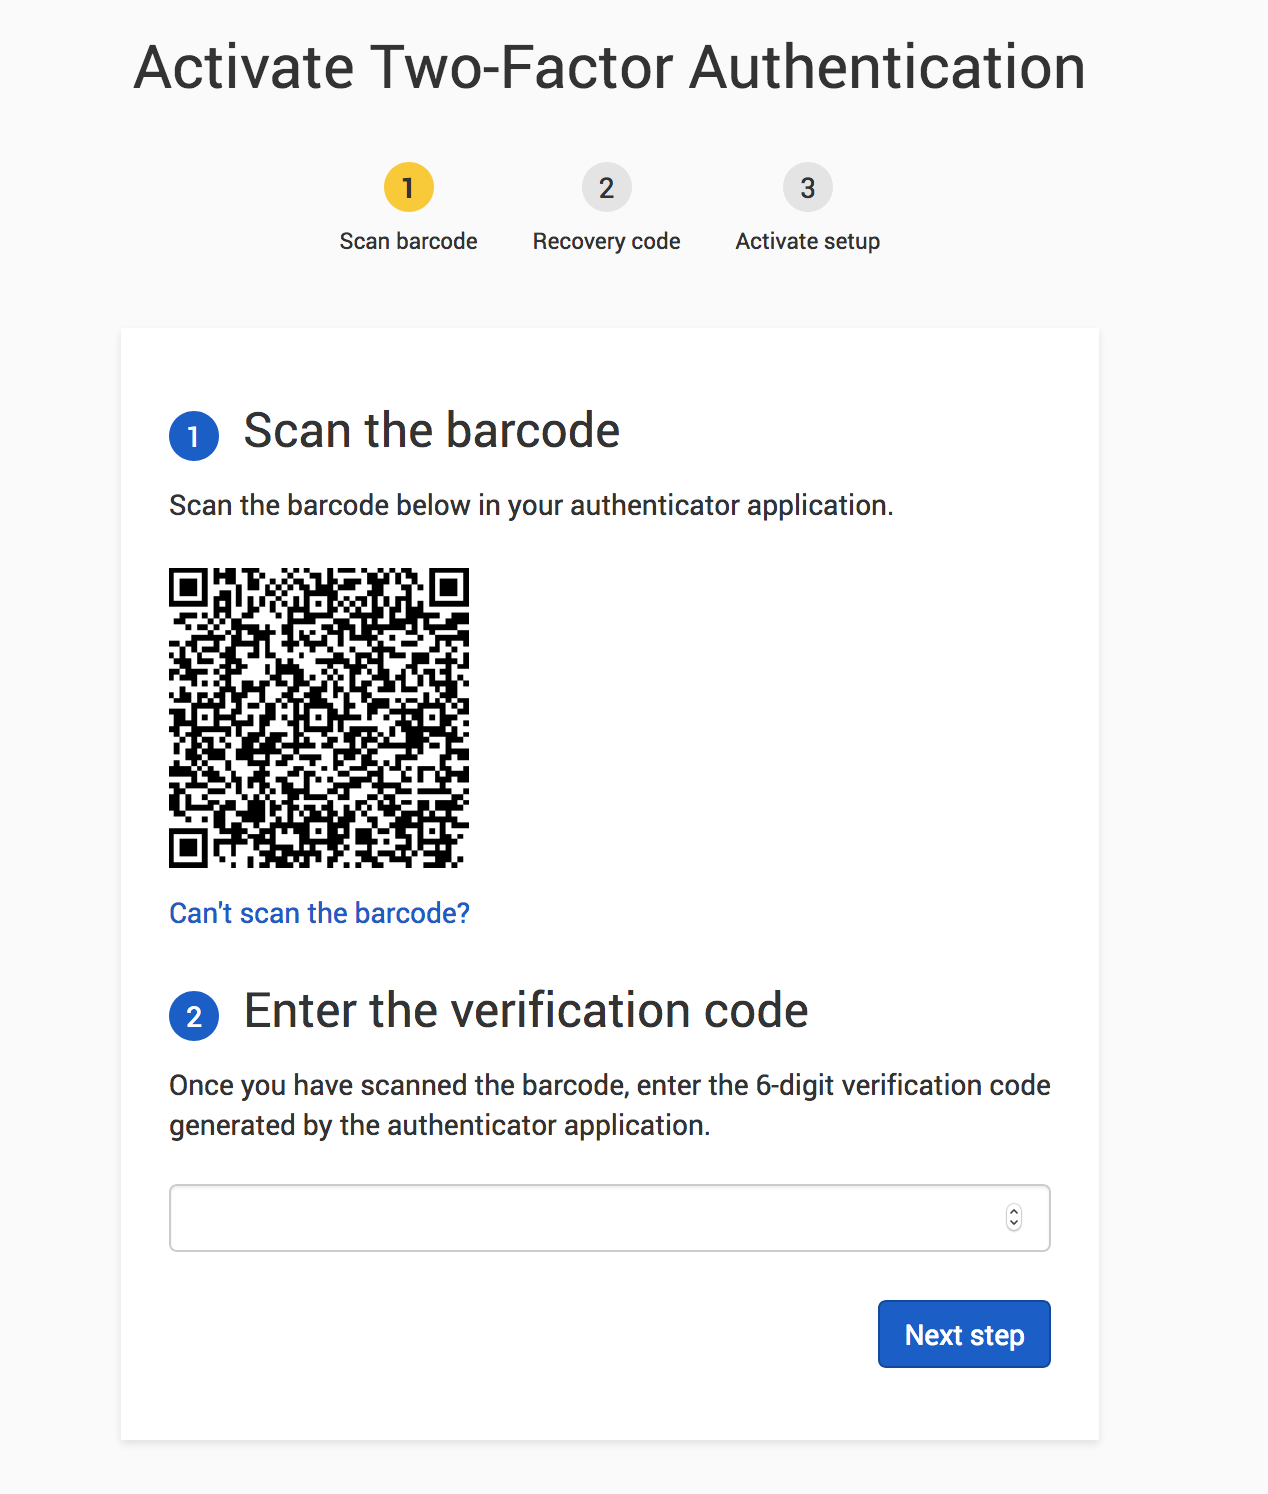 Activate Two-Factor Authentication
1
2
3
Scan barcode
Recovery code
Activate setup
1 Scan the barcode
Scan the barcode below in your authenticator application.
Can't scan the barcode?
2 Enter the verification code
Once you have scanned the barcode, enter the 6-digit verification code
generated by the authenticator application.
Next step